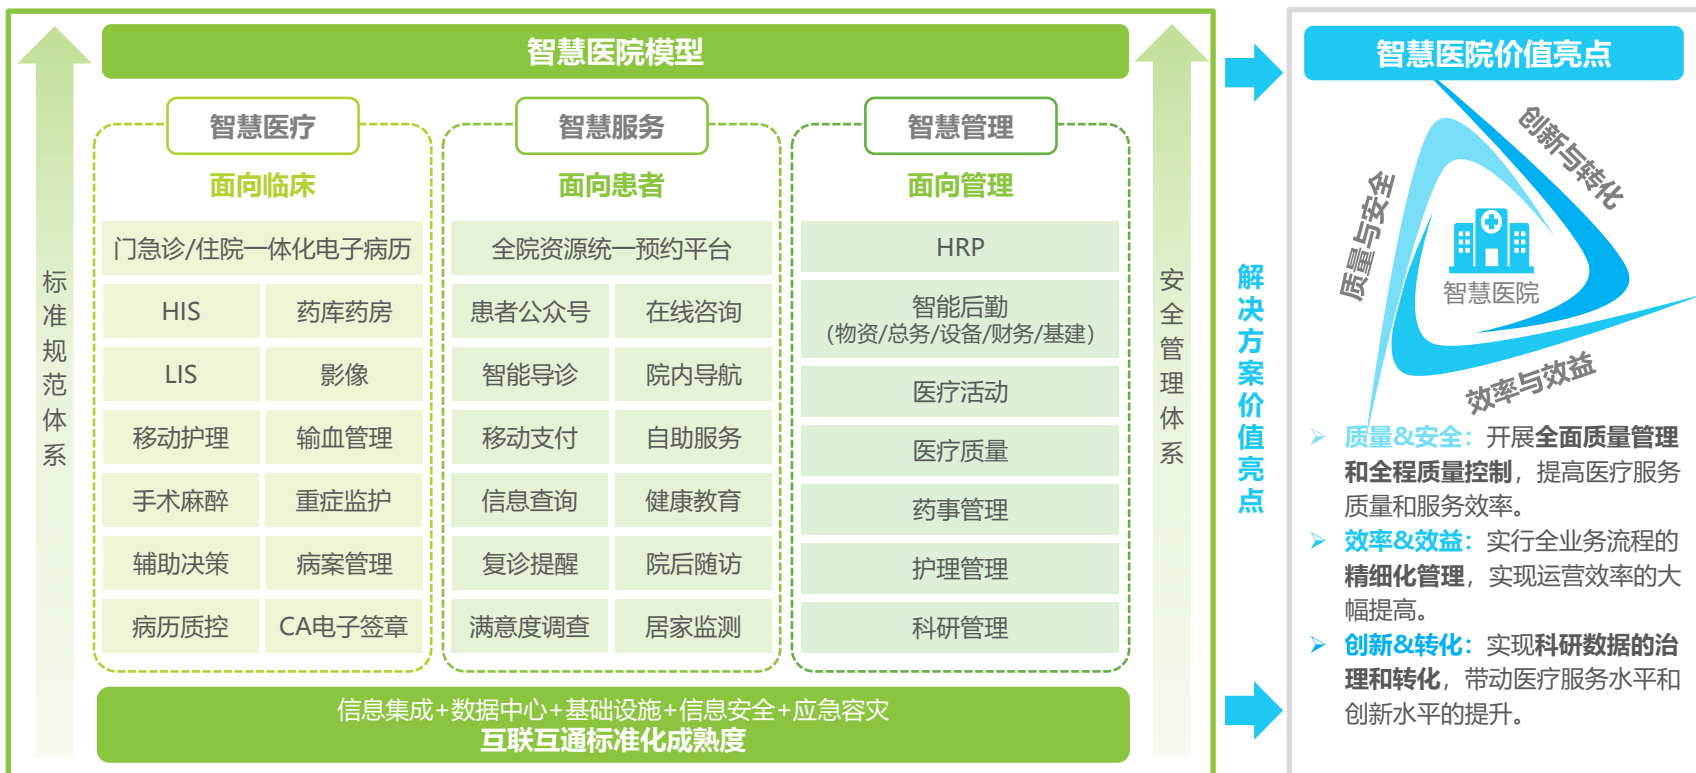 智慧医院模型
标准规范体系
智慧医疗
面向临床
门急诊/住院一体化电子病历
HIS
药库药房
LIS
影像
移动护理
输血管理
手术麻醉
重症监护
辅助决策
病案管理
病历质控
CA电子签章
智慧服务
面向患者
全院资源统一预约平台
患者公众号
在线咨询
智能导诊
院内导航
移动支付
自助服务
信息查询
健康教育
复诊提醒
院后随访
满意度调查
居家监测
智慧管理
面向管理
HRP
智能后勤
(物资/总务/设备/财务/基建)
医疗活动
医疗质量
药事管理
护理管理
科研管理
安全管理体系
信息集成+数据中心+基础设施+信息安全+应急容灾
互联互通标准化成熟度
解决方案价值亮点
智慧医院价值亮点
质量与安全
创新与转化
智慧医院
效率与效益
➢ 质量&安全：开展全面质量管理
和全程质量控制，提高医疗服务
质量和服务效率。
➢ 效率&效益：实行全业务流程的
精细化管理，实现运营效率的大
幅提高。
➢ 创新&转化：实现科研数据的治
理和转化，带动医疗服务水平和
创新水平的提升。